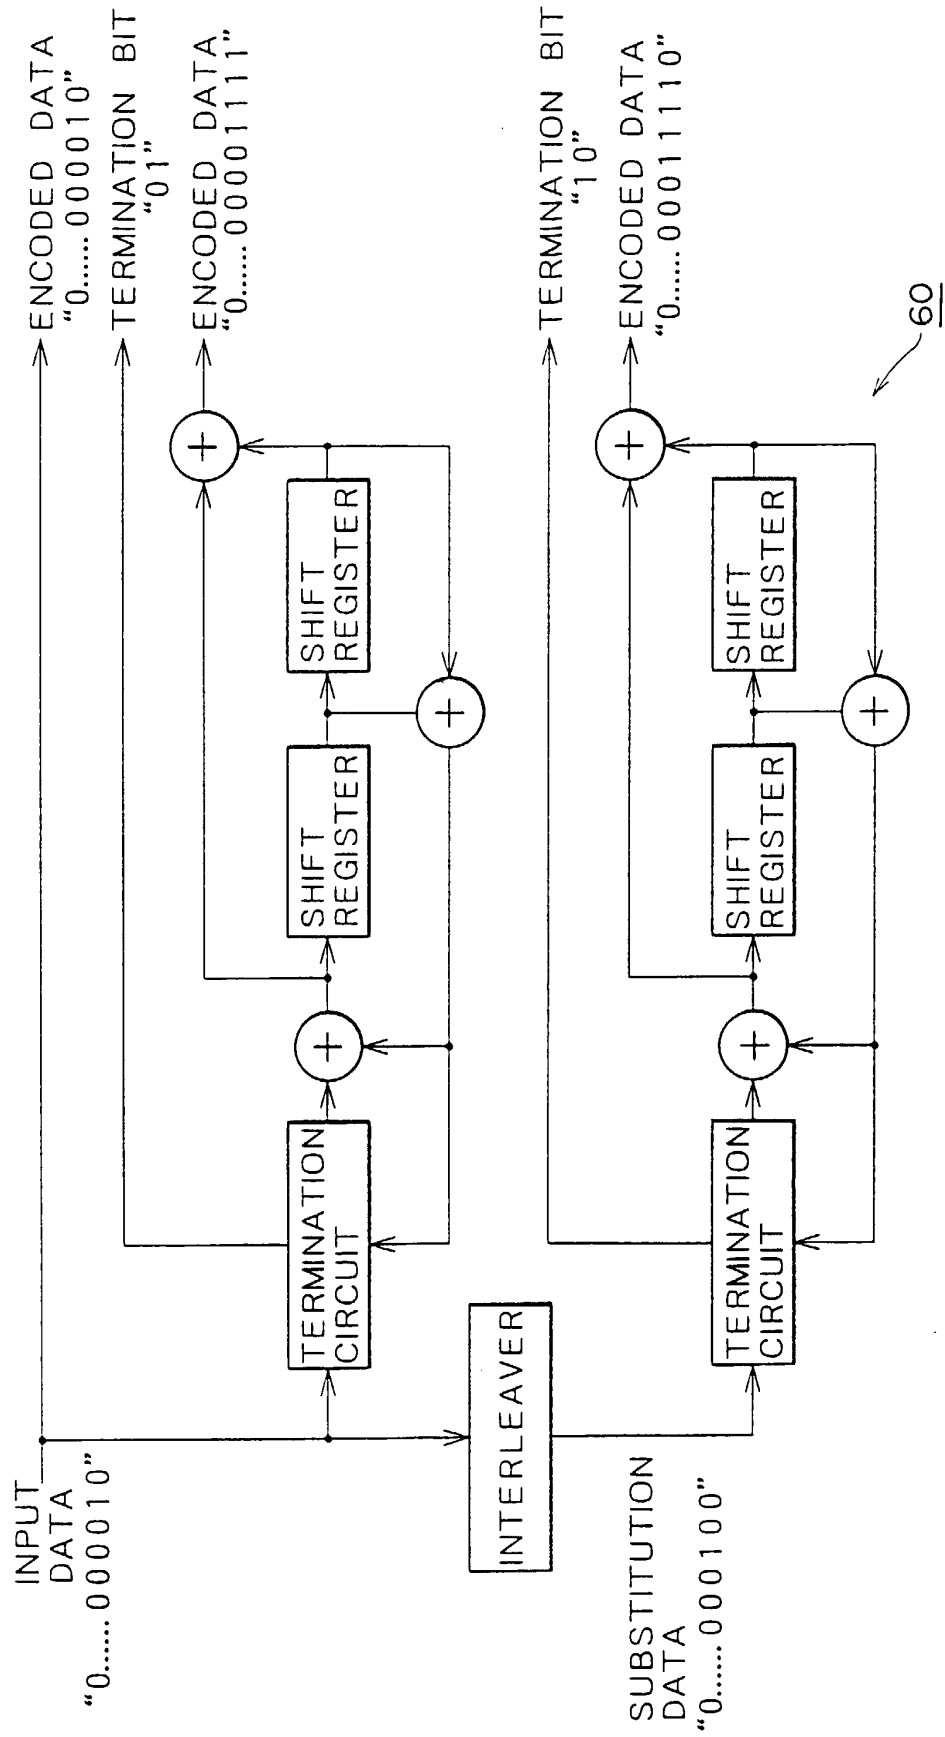 INPUT
DATA
“0......000010”
ENCODED DATA
“0......000010”
TERMINATION BIT
“01”
ENCODED DATA
“0......00001111”
TERMINATION
CIRCUIT
SHIFT
REGISTER
SHIFT
REGISTER
+
+
+
INTERLEAVER
SUBSTITUTION
DATA
“0......000100”
TERMINATION BIT
“10”
ENCODED DATA
“0......00011110”
TERMINATION
CIRCUIT
SHIFT
REGISTER
SHIFT
REGISTER
+
+
+
60